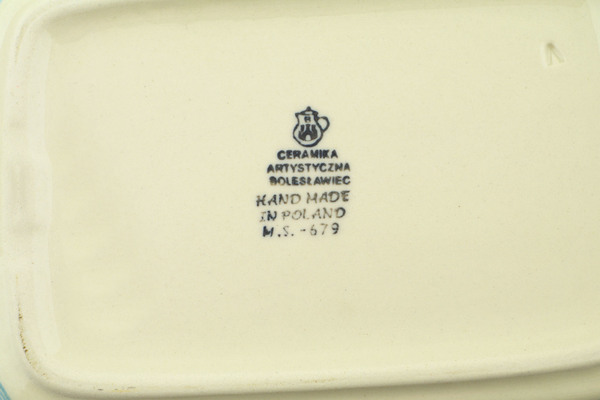 CERAMIKA
ARTYSTYCZNA
BOLESŁAWIEC
HAND MADE
IN POLAND
M.S.-679